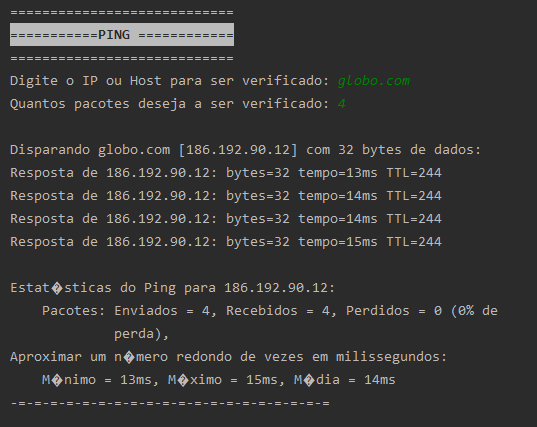 ============================
===========PING ============
============================
Digite o IP ou Host para ser verificado: globo.com
Quantos pacotes deseja a ser verificado: 4
Disparando globo.com [186.192.90.12] com 32 bytes de dados:
Resposta de 186.192.90.12: bytes=32 tempo=13ms TTL=244
Resposta de 186.192.90.12: bytes=32 tempo=14ms TTL=244
Resposta de 186.192.90.12: bytes=32 tempo=14ms TTL=244
Resposta de 186.192.90.12: bytes=32 tempo=15ms TTL=244
Estat�sticas do Ping para 186.192.90.12:
Pacotes: Enviados = 4, Recebidos = 4, Perdidos = 0 (0% de
perda),
Aproximar um n�mero redondo de vezes em milissegundos:
M�nimo = 13ms, M�ximo = 15ms, M�dia = 14ms
-=-=-=-=-=-=-=-=-=-=-=-=-=-=-=-=-=-=-=-=